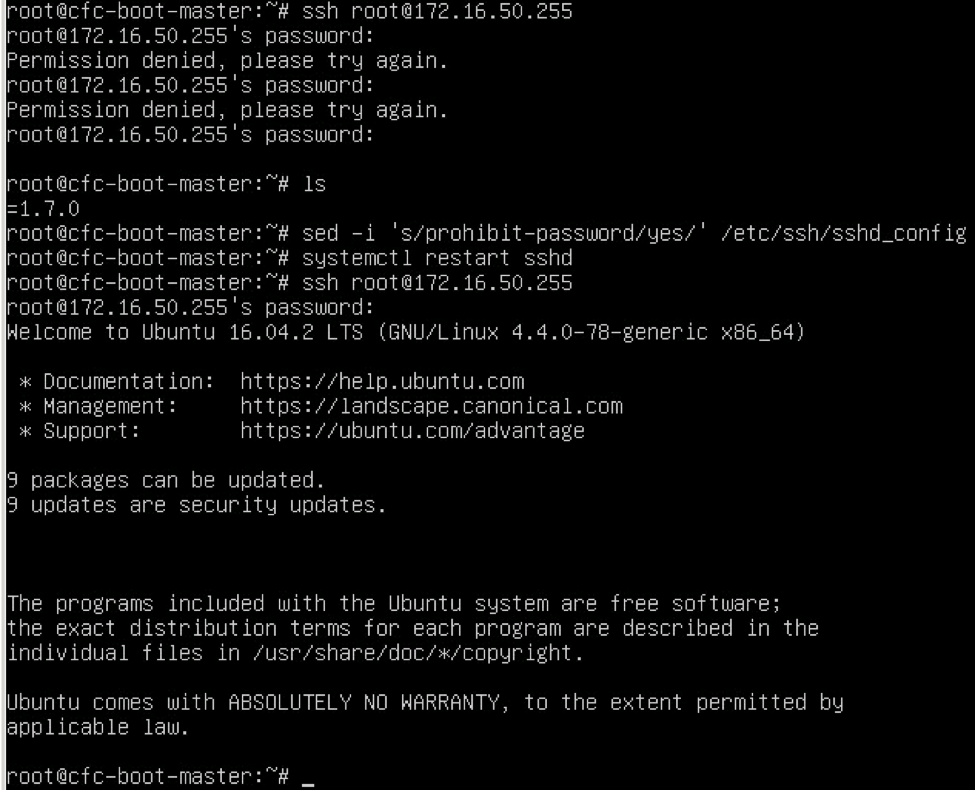 root@cfc-boot-master:~# ssh root@172.16.50.255
root@172.16.50.255's password:
Permission denied, please try again.
root@172.16.50.255's password:
Permission denied, please try again.
root@172.16.50.255's password:
root@cfc-boot-master:~# ls
=1.7.0
root@cfc-boot-master:~# sed -i 's/prohibit-password/yes/' /etc/ssh/sshd_config
root@cfc-boot-master:~# systemctl restart sshd
root@cfc-boot-master:~# ssh root@172.16.50.255
root@172.16.50.255's password:
Welcome to Ubuntu 16.04.2 LTS (GNU/Linux 4.4.0-78-generic x86_64)
* Documentation:  https://help.ubuntu.com
* Management:     https://landscape.canonical.com
* Support:        https://ubuntu.com/advantage
9 packages can be updated.
9 updates are security updates.
The programs included with the Ubuntu system are free software;
the exact distribution terms for each program are described in the
individual files in /usr/share/doc/*/copyright.
Ubuntu comes with ABSOLUTELY NO WARRANTY, to the extent permitted by
applicable law.
root@cfc-boot-master:~# _